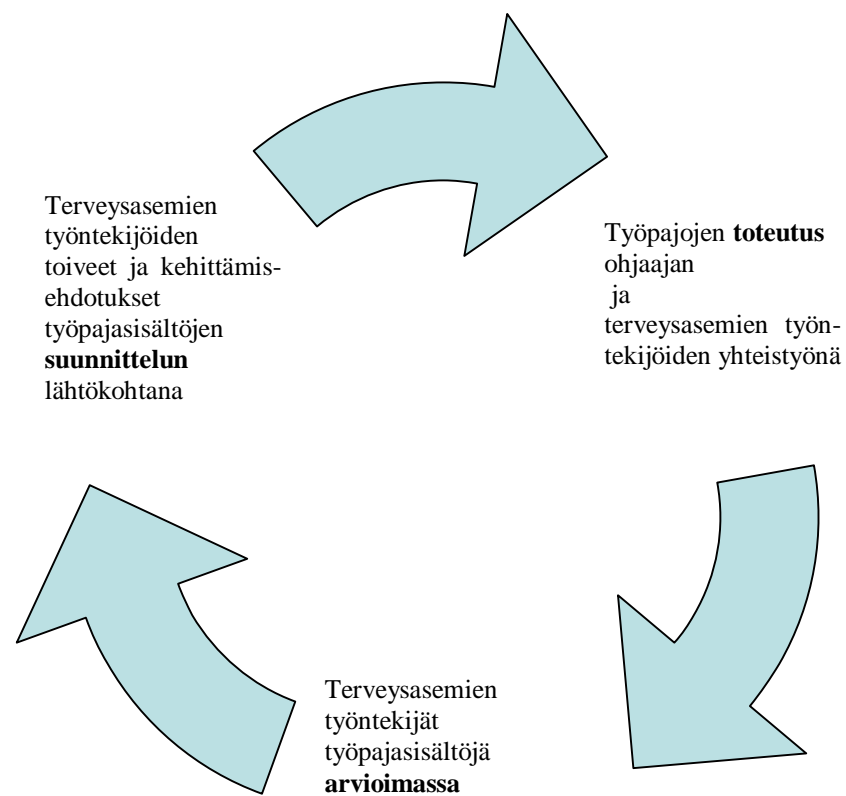 Terveysasemien
työntekijöiden
toiveet ja kehittämis-
ehdotukset
työpajasisältöjen
suunnittelun
lähtökohtana
Työpajojen toteutus
ohjaajan
ja
terveysasemien työn-
tekijöiden yhteistyönä
Terveysasemien
työntekijät
työpajasisältöjä
arvioimassa